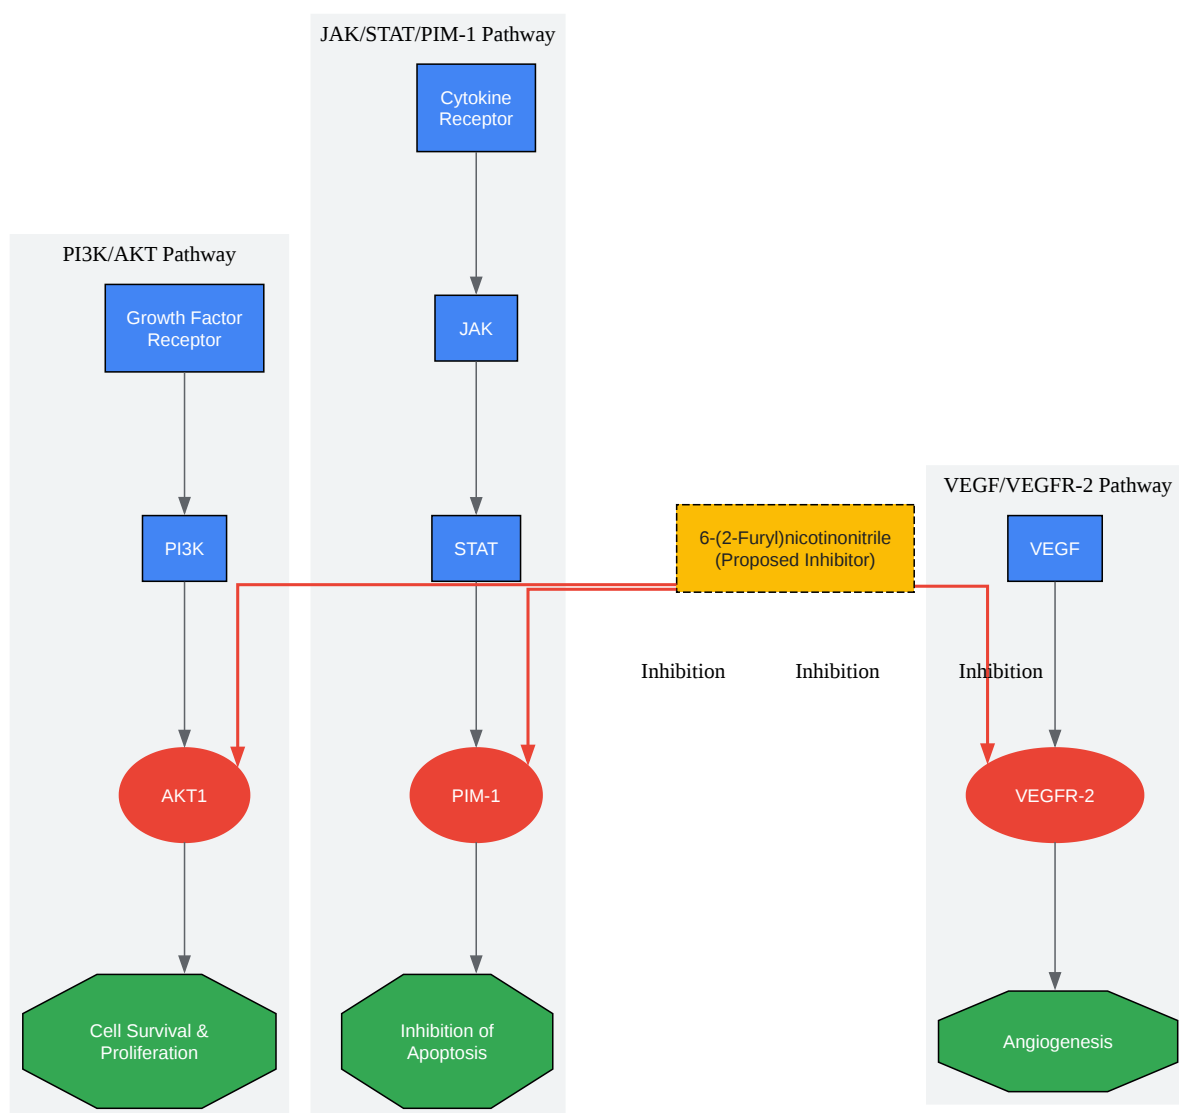 JAK/STAT/PIM-1 Pathway
Cytokine
Receptor
JAK
STAT
PIM-1
Inhibition of
Apoptosis
PI3K/AKT Pathway
Growth Factor
Receptor
PI3K
AKT1
Cell Survival &
Proliferation
6-(2-Furyl)nicotinonitrile
(Proposed Inhibitor)
Inhibition
Inhibition
Inhibition
VEGF/VEGFR-2 Pathway
VEGF
VEGFR-2
Angiogenesis